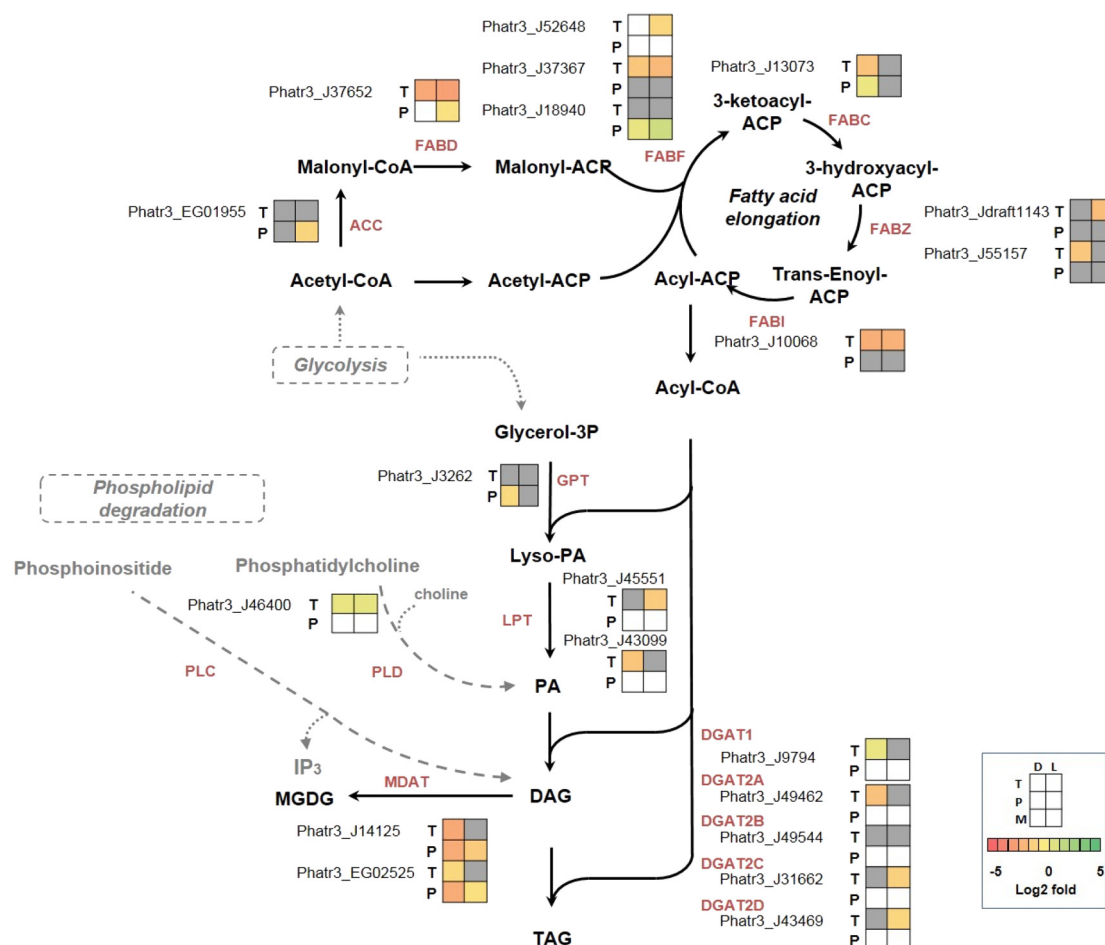 Phatr3_J52648
T
P
Phatr3_J37367
T
P
Phatr3_J18940
T
P
Phatr3_J37652
T
P
Phatr3_J13073
T
P
3-ketoacyl-
ACP
FABC
FABD
FABF
Malonyl-CoA
Malonyl-ACP
3-hydroxyacyl-
ACP
Fatty acid
elongation
Phatr3_EG01955
T
P
ACC
FABZ
Phatr3_Jdraft1143
T
P
Phatr3_J55157
T
P
Acetyl-CoA
Acetyl-ACP
Acyl-ACP
Trans-Enoyl-
ACP
FABI
Phatr3_J10068
T
P
Glycolysis
Acyl-CoA
Glycerol-3P
Phatr3_J3262
T
P
GPT
Phospholipid
degradation
Lyso-PA
Phosphoinositide
Phosphatidylcholine
Phatr3_J46400
T
P
choline
Phatr3_J45551
T
P
LPT
Phatr3_J43099
T
P
PLC
PLD
PA
DGAT1
Phatr3_J9794
T
P
IP3
MDAT
MGDG
DAG
DGAT2A
Phatr3_J49462
T
P
DGAT2B
Phatr3_J49544
T
P
DGAT2C
Phatr3_J31662
T
P
DGAT2D
Phatr3_J43469
T
P
Phatr3_J14125
T
P
Phatr3_EG02525
T
P
TAG
D L
T
P
M
-5 0 5
Log2 fold